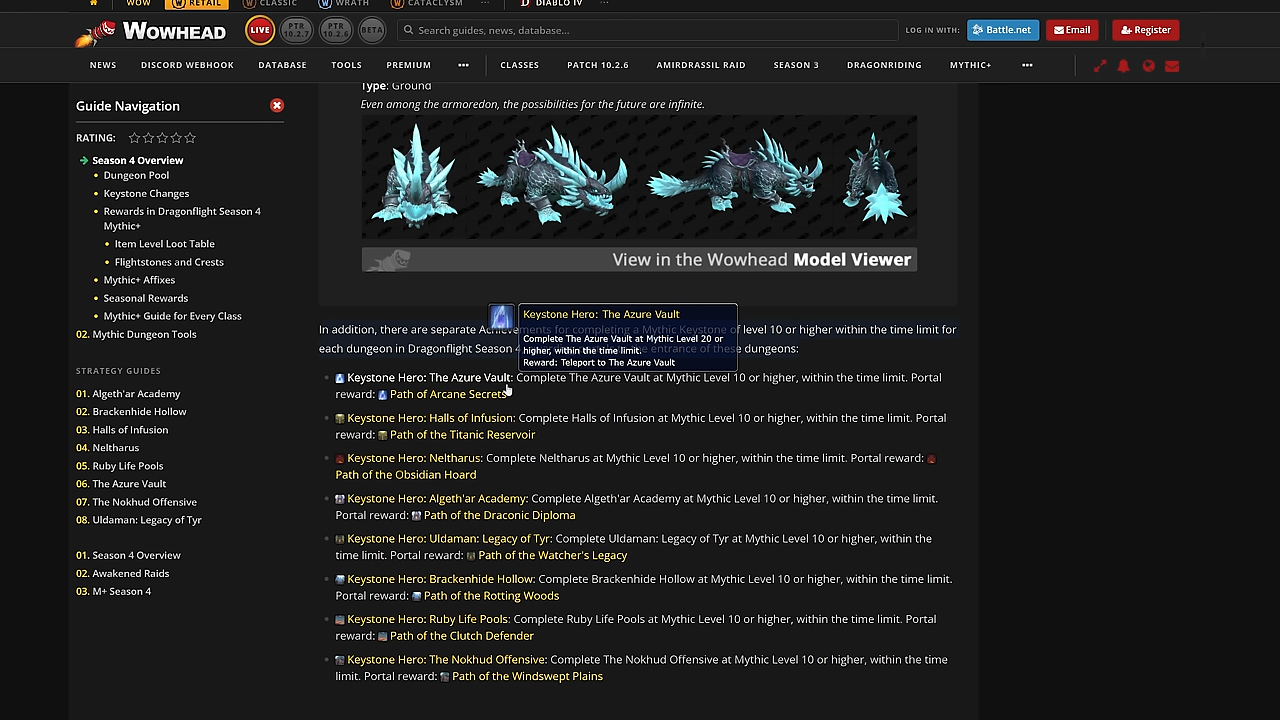 WOW RETAIL CLASSIC WRATH CATACLYSM ... DIABLO IV ...
WOWHEAD LIVE PTR 10.2.7 PTR 10.2.6 BETA Search guides, news, database... LOG IN WITH: Battle.net Email Register
NEWS DISCORD WEBHOOK DATABASE TOOLS PREMIUM ... CLASSES PATCH 10.2.6 AMIRDRASSIL RAID SEASON 3 DRAGONRIDING MYTHIC+ ...
Guide Navigation
RATING:
Season 4 Overview
Dungeon Pool
Keystone Changes
Rewards in Dragonflight Season 4
Mythic+
Item Level Loot Table
Flightstones and Crests
Mythic+ Affixes
Seasonal Rewards
Mythic+ Guide for Every Class
02. Mythic Dungeon Tools
STRATEGY GUIDES
01. Algeth'ar Academy
02. Brackenhide Hollow
03. Halls of Infusion
04. Neltharus
05. Ruby Life Pools
06. The Azure Vault
07. The Nokhud Offensive
08. Uldaman: Legacy of Tyr
01. Season 4 Overview
02. Awakened Raids
03. M+ Season 4
Type: Ground
Even among the armoredon, the possibilities for the future are infinite.
View in the Wowhead Model Viewer
Keystone Hero: The Azure Vault
Complete The Azure Vault at Mythic Level 20 or
higher, within the time limit.
Reward: Teleport to The Azure Vault
In addition, there are separate Achievements for completing a Mythic Keystone of level 10 or higher within the time limit for
each dungeon in Dragonflight Season 4 entrance of these dungeons:
Keystone Hero: The Azure Vault: Complete The Azure Vault at Mythic Level 10 or higher, within the time limit. Portal
reward: Path of Arcane Secrets
Keystone Hero: Halls of Infusion: Complete Halls of Infusion at Mythic Level 10 or higher, within the time limit. Portal
reward: Path of the Titanic Reservoir
Keystone Hero: Neltharus: Complete Neltharus at Mythic Level 10 or higher, within the time limit. Portal reward:
Path of the Obsidian Hoard
Keystone Hero: Algeth'ar Academy: Complete Algeth'ar Academy at Mythic Level 10 or higher, within the time limit.
Portal reward: Path of the Draconic Diploma
Keystone Hero: Uldaman: Legacy of Tyr: Complete Uldaman: Legacy of Tyr at Mythic Level 10 or higher, within the
time limit. Portal reward: Path of the Watcher's Legacy
Keystone Hero: Brackenhide Hollow: Complete Brackenhide Hollow at Mythic Level 10 or higher, within the time limit.
Portal reward: Path of the Rotting Woods
Keystone Hero: Ruby Life Pools: Complete Ruby Life Pools at Mythic Level 10 or higher, within the time limit. Portal
reward: Path of the Clutch Defender
Keystone Hero: The Nokhud Offensive: Complete The Nokhud Offensive at Mythic Level 10 or higher, within the time
limit. Portal reward: Path of the Windswept Plains